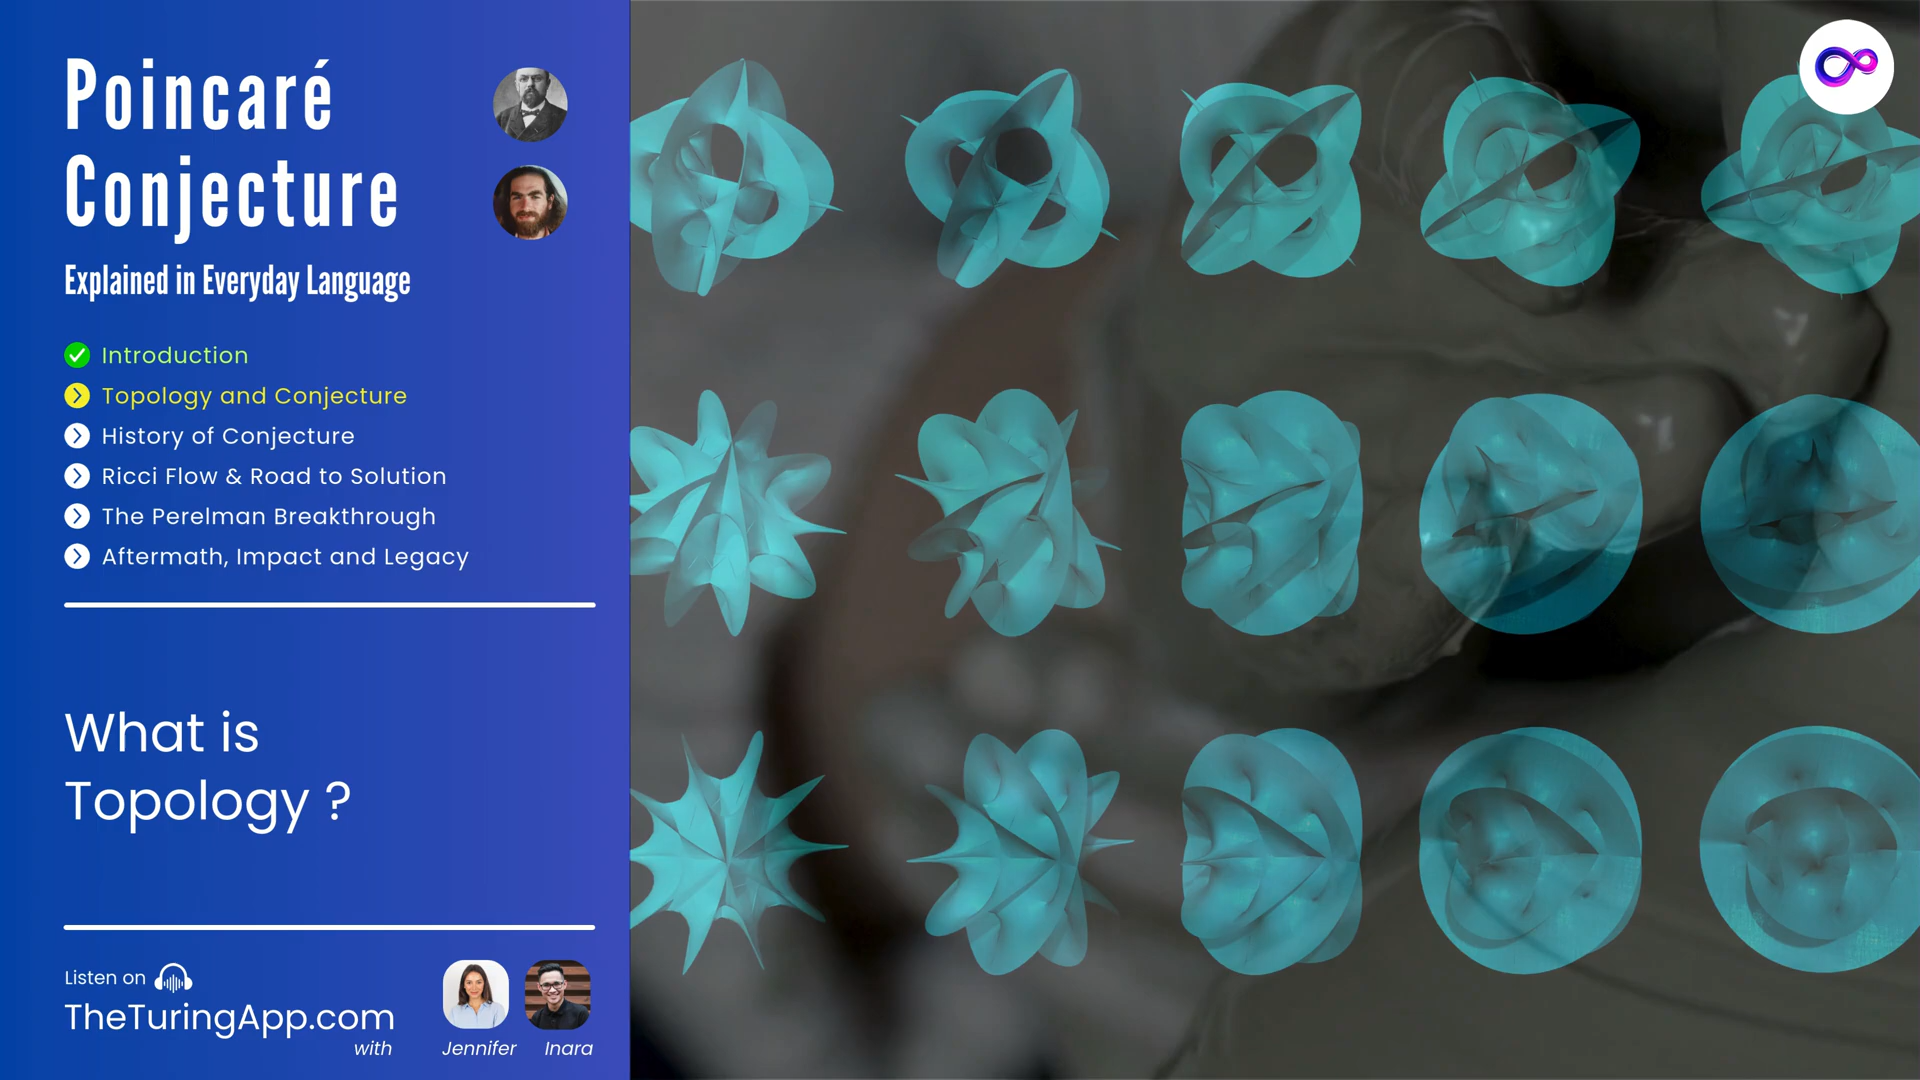 Poincaré
Conjecture
Explained in Everyday Language
Introduction
Topology and Conjecture
History of Conjecture
Ricci Flow & Road to Solution
The Perelman Breakthrough
Aftermath, Impact and Legacy
What is
Topology ?
Listen on
TheTuringApp.com
with
Jennifer
Inara